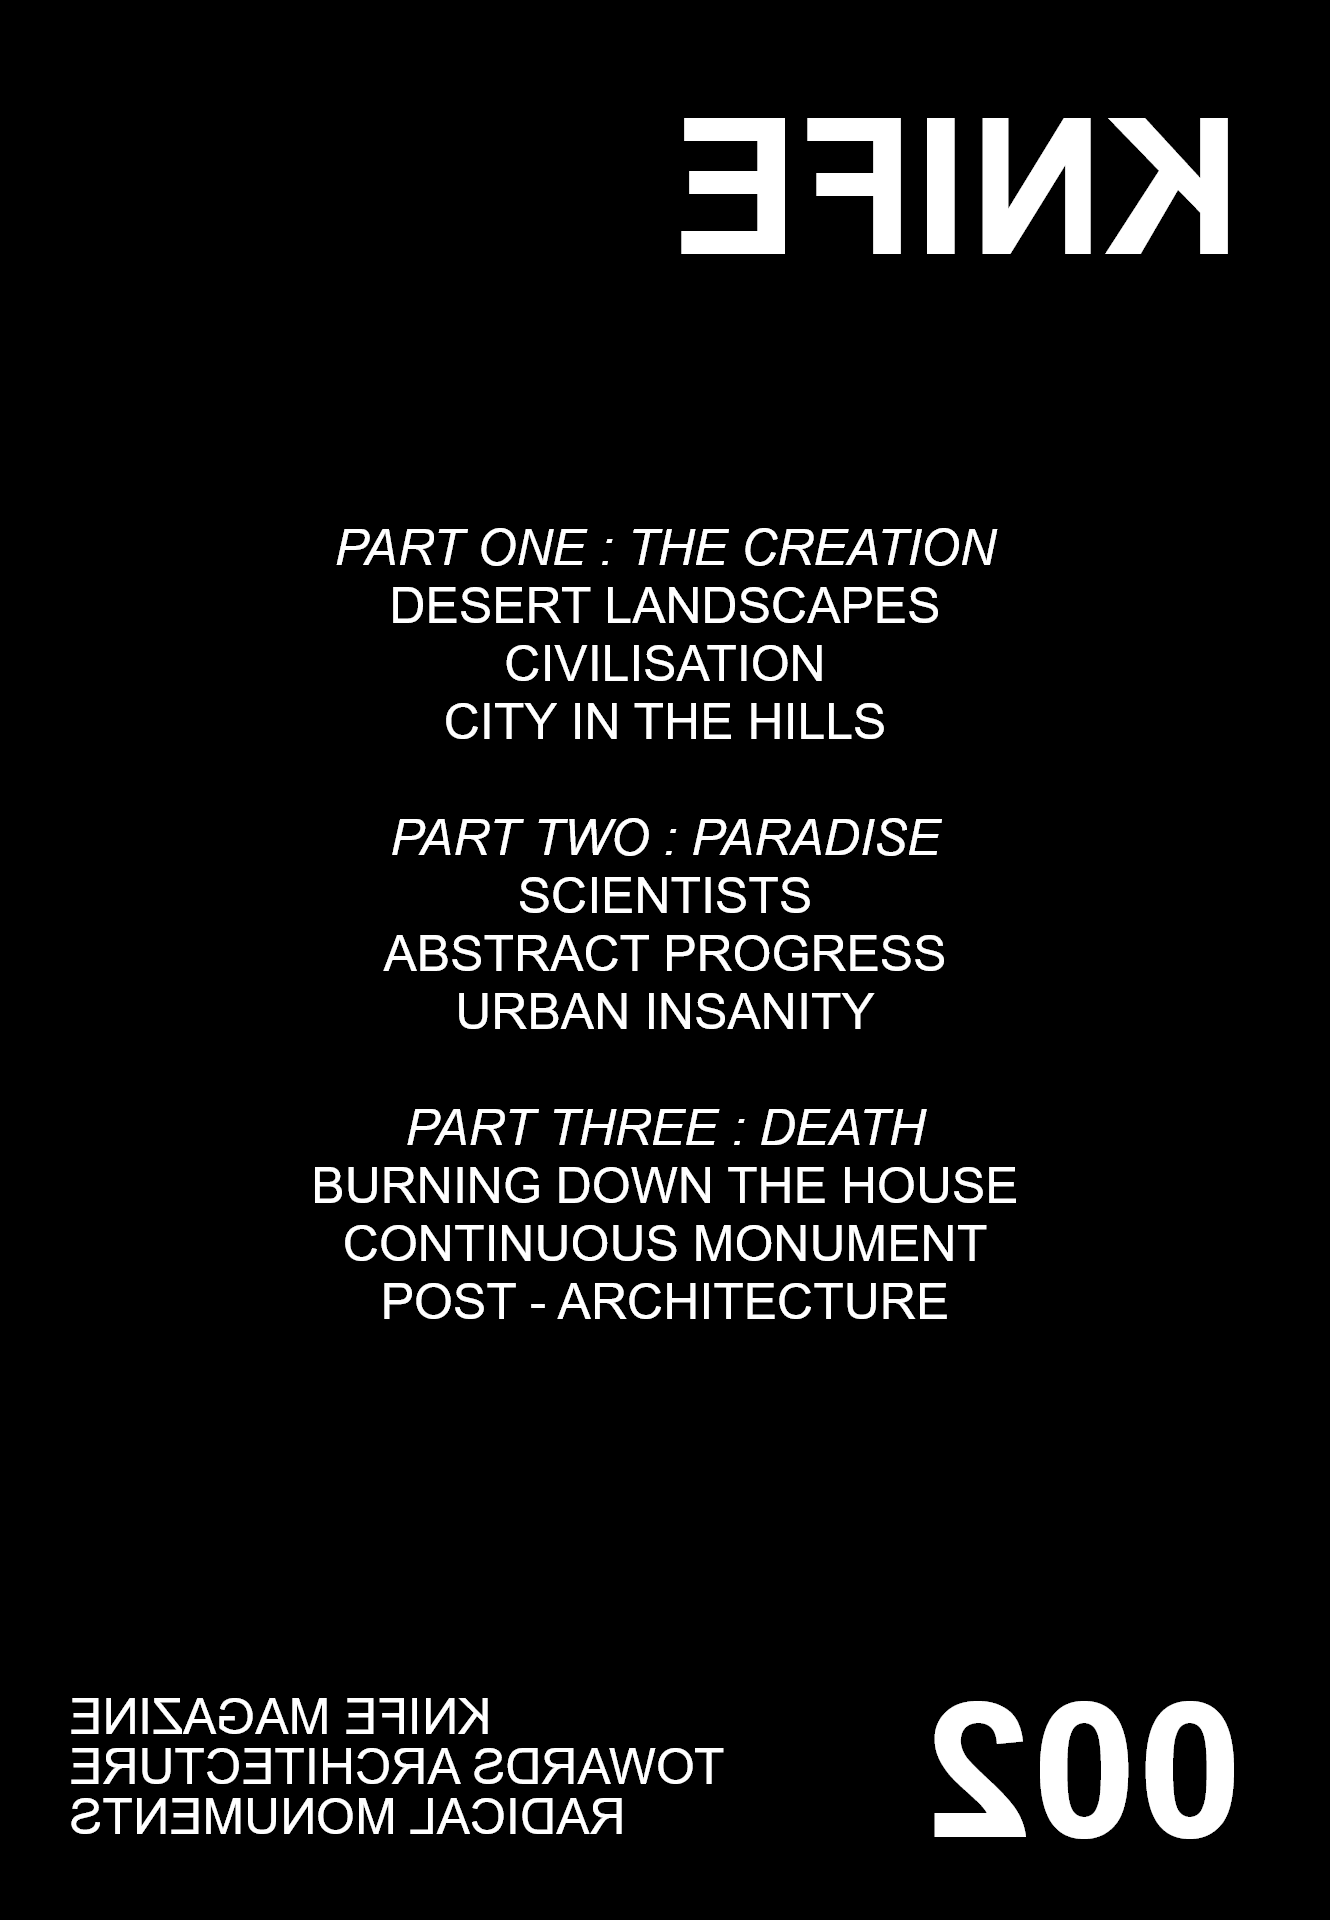 KNIFE
PART ONE : THE CREATION
DESERT LANDSCAPES
CIVILISATION
CITY IN THE HILLS
PART TWO : PARADISE
SCIENTISTS
ABSTRACT PROGRESS
URBAN INSANITY
PART THREE : DEATH
BURNING DOWN THE HOUSE
CONTINUOUS MONUMENT
POST - ARCHITECTURE
KNIFE MAGAZINE
TOWARDS ARCHITECTURE
RADICAL MONUMENTS
002